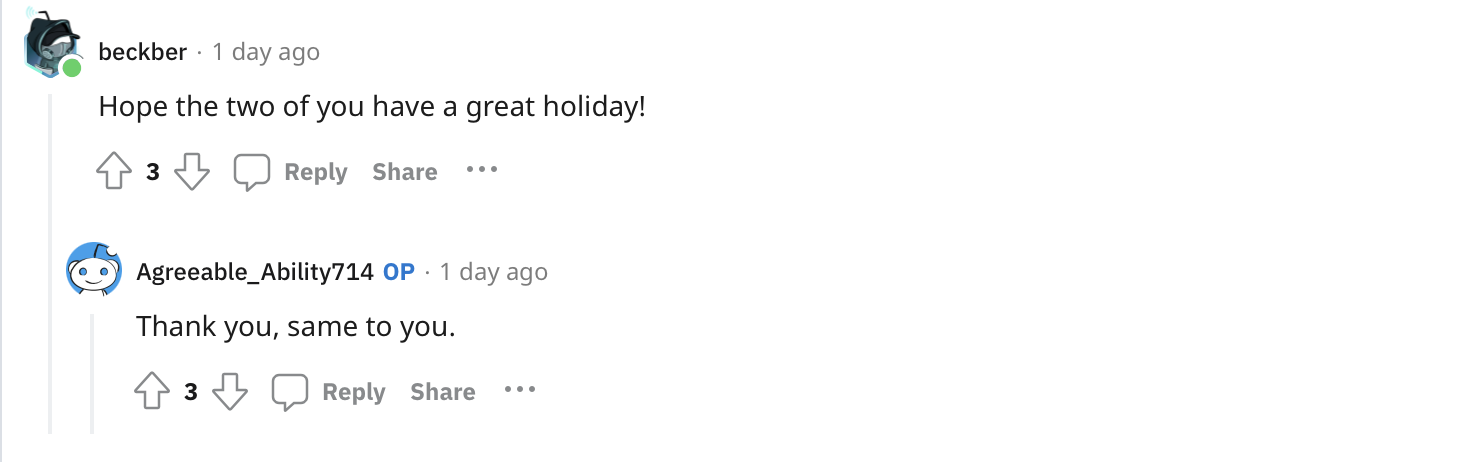 beckber · 1 day ago
Hope the two of you have a great holiday!
3 Reply Share •••
Agreeable_Ability714 OP · 1 day ago
Thank you, same to you.
3 Reply Share •••